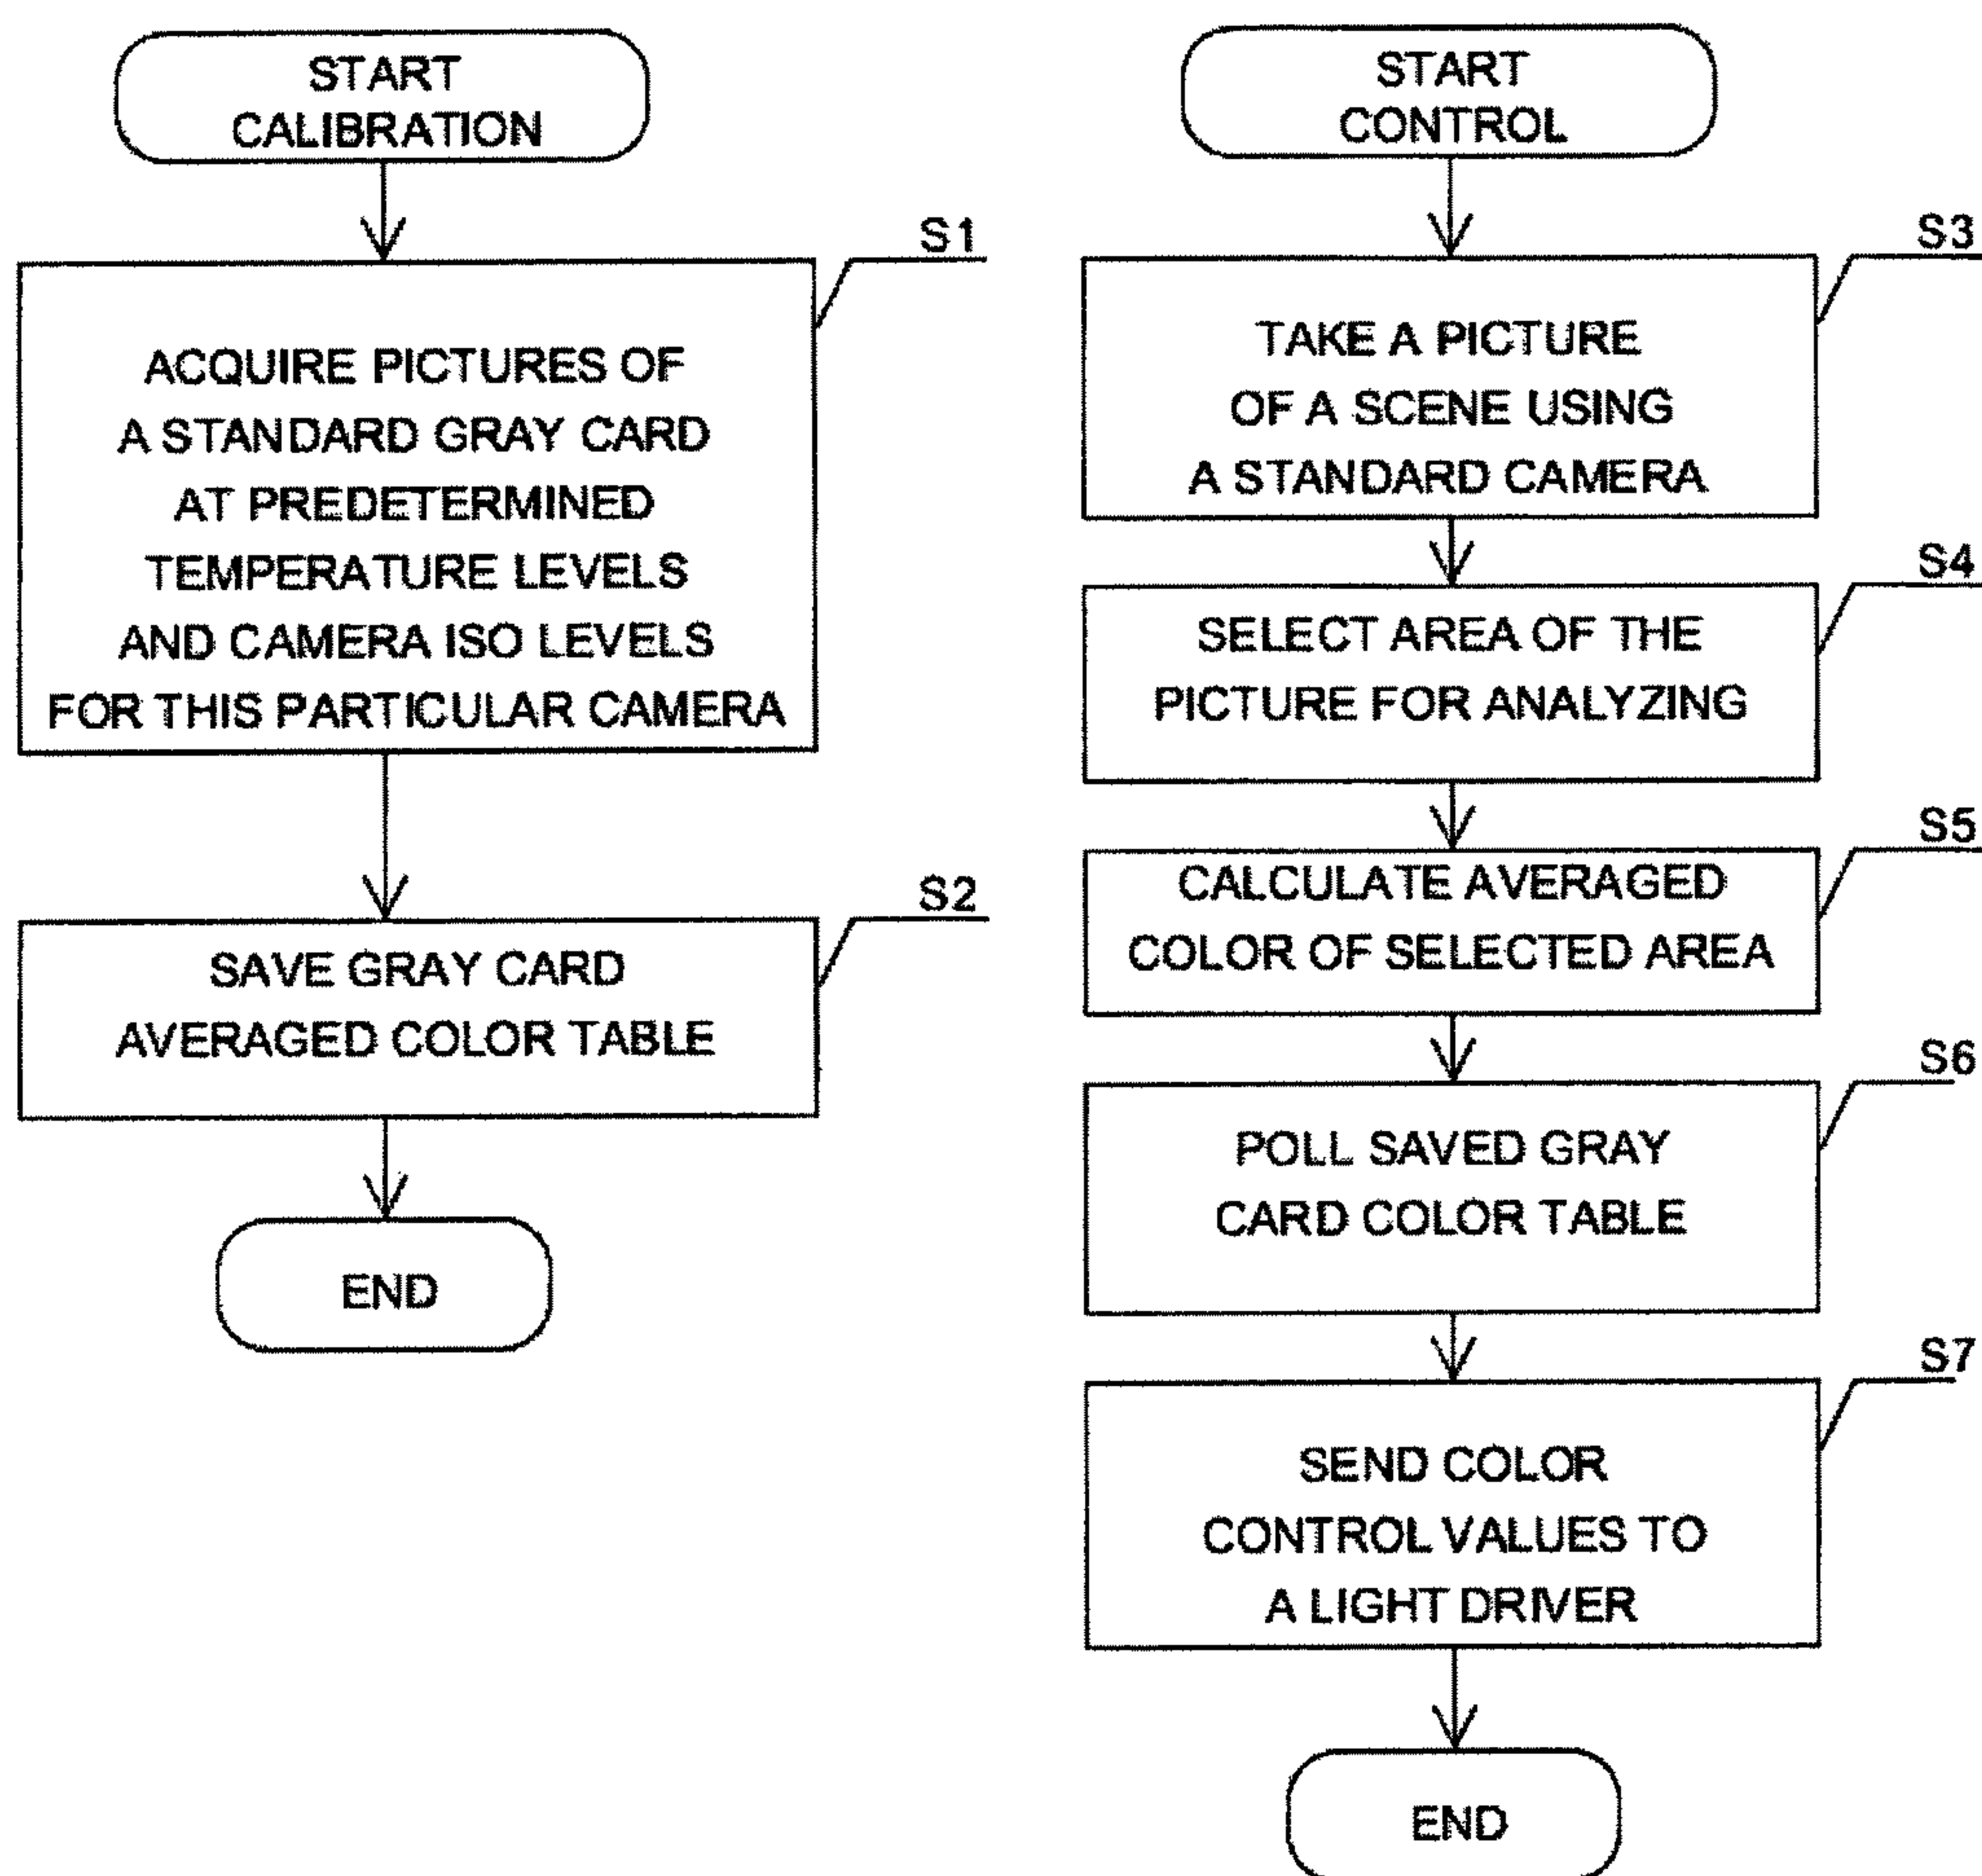 START
CALIBRATION
S1
ACQUIRE PICTURES OF
A STANDARD GRAY CARD
AT PREDETERMINED
TEMPERATURE LEVELS
AND CAMERA ISO LEVELS
FOR THIS PARTICULAR CAMERA
S2
SAVE GRAY CARD
AVERAGED COLOR TABLE
END
START
CONTROL
S3
TAKE A PICTURE
OF A SCENE USING
A STANDARD CAMERA
S4
SELECT AREA OF THE
PICTURE FOR ANALYZING
S5
CALCULATE AVERAGED
COLOR OF SELECTED AREA
S6
POLL SAVED GRAY
CARD COLOR TABLE
S7
SEND COLOR
CONTROL VALUES TO
A LIGHT DRIVER
END